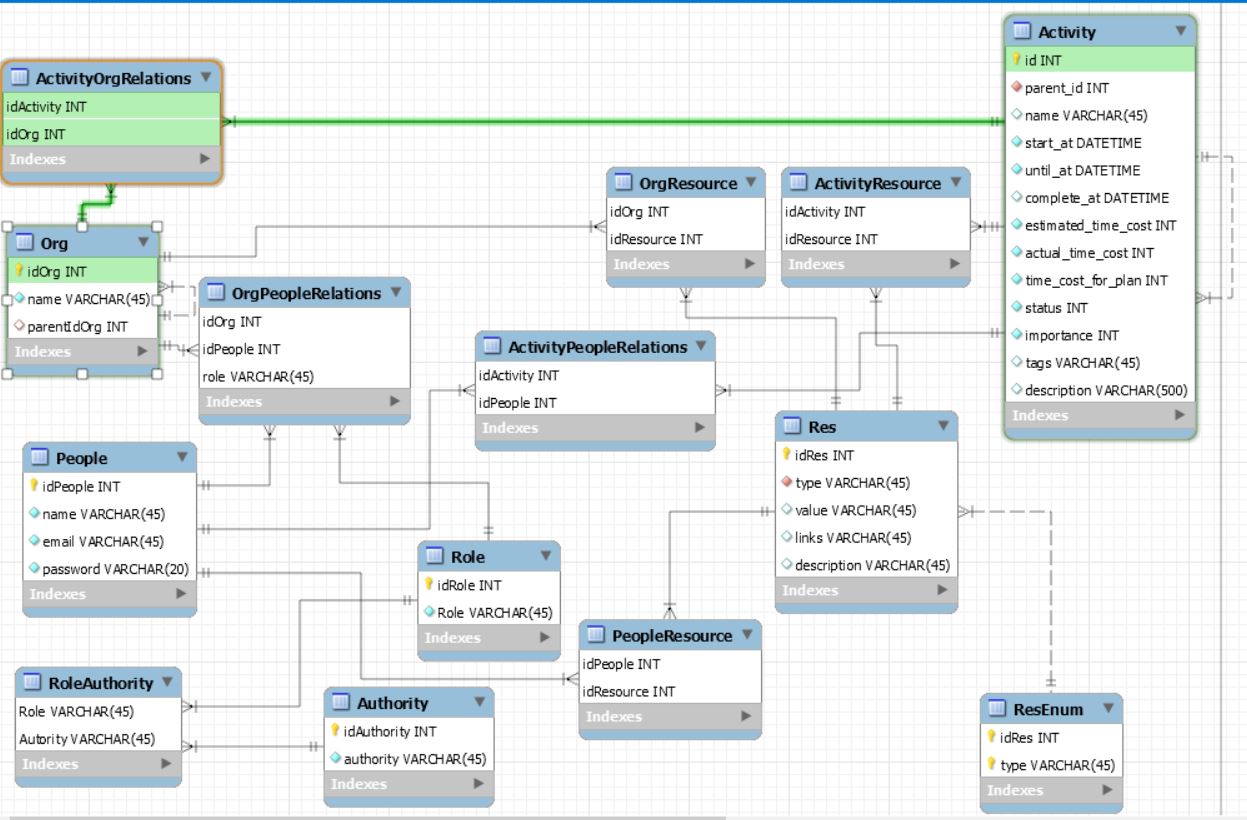 ActivityOrgRelations
idActivity INT
idOrg INT
Indexes
Org
idOrg INT
name VARCHAR(45)
parentIdOrg INT
Indexes
OrgPeopleRelations
idOrg INT
idPeople INT
role VARCHAR(45)
Indexes
OrgResource
idOrg INT
idResource INT
Indexes
ActivityResource
idActivity INT
idResource INT
Indexes
Activity
id INT
parent_id INT
name VARCHAR(45)
start_at DATETIME
until_at DATETIME
complete_at DATETIME
estimated_time_cost INT
actual_time_cost INT
time_cost_for_plan INT
status INT
importance INT
tags VARCHAR(45)
description VARCHAR(500)
Indexes
ActivityPeopleRelations
idActivity INT
idPeople INT
Indexes
People
idPeople INT
name VARCHAR(45)
email VARCHAR(45)
password VARCHAR(20)
Indexes
Res
idRes INT
type VARCHAR(45)
value VARCHAR(45)
links VARCHAR(45)
description VARCHAR(45)
Indexes
Role
idRole INT
Role VARCHAR(45)
Indexes
PeopleResource
idPeople INT
idResource INT
Indexes
RoleAuthority
Role VARCHAR(45)
Autority VARCHAR(45)
Indexes
Authority
idAuthority INT
authority VARCHAR(45)
Indexes
ResEnum
idRes INT
type VARCHAR(45)
Indexes